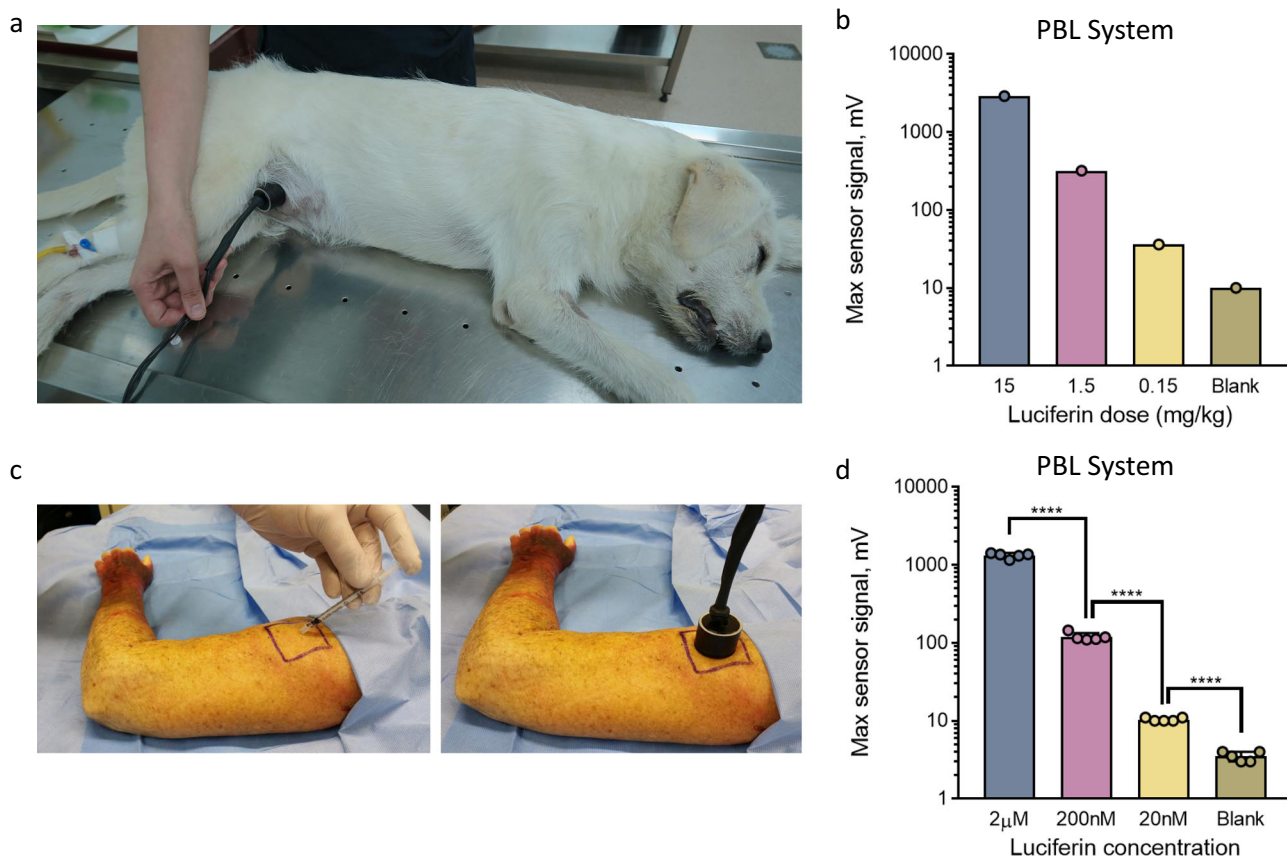 a
b
PBL System
Max sensor signal, mV
10000
1000
100
10
1
15 1.5 0.15 Blank
Luciferin dose (mg/kg)
c
d
PBL System
Max sensor signal, mV
10000
1000
100
10
1
****
****
****
2μM 200nM 20nM Blank
Luciferin concentration